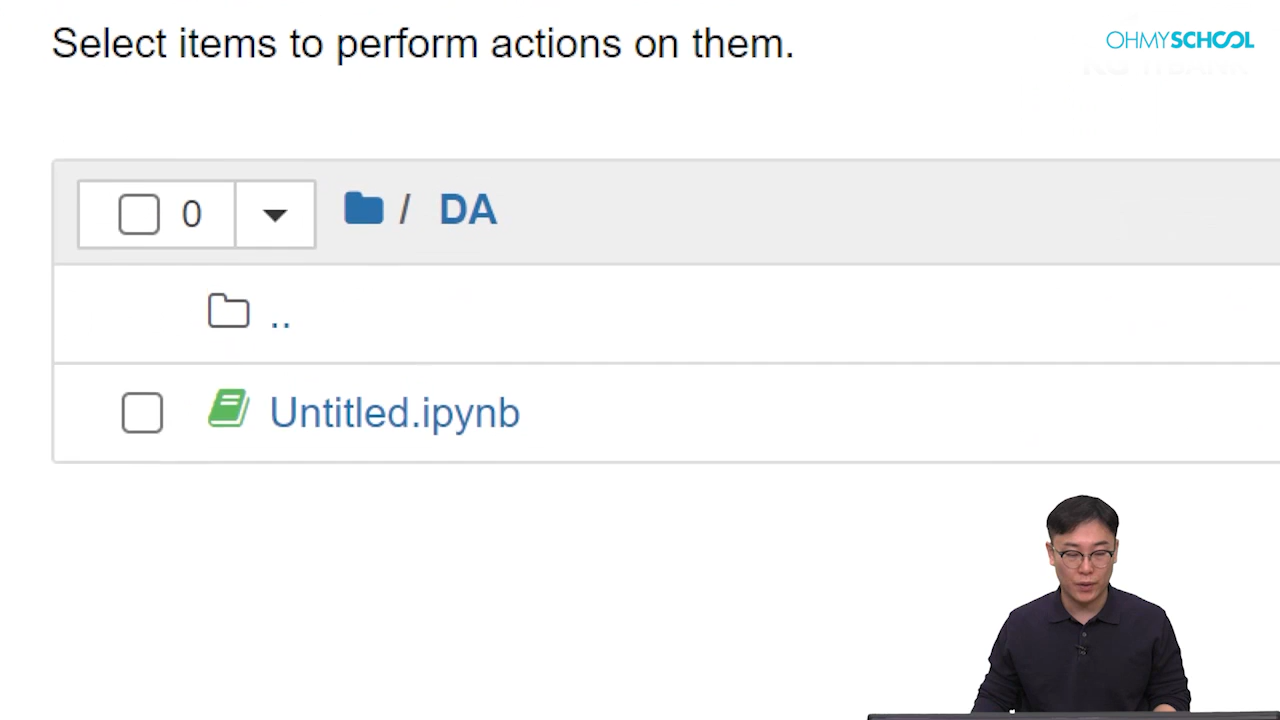 Select items to perform actions on them.
OHMYSCHOOL
0
/ DA
..
Untitled.ipynb